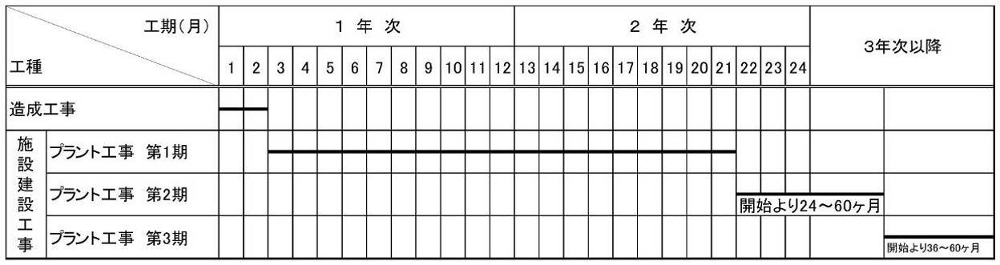 工期(月)
１ 年 次
２ 年 次
３年次以降
工種
1 2 3 4 5 6 7 8 9 10 11 12 13 14 15 16 17 18 19 20 21 22 23 24
造成工事
施設建設工事
プラント工事 第1期
プラント工事 第2期
開始より24～60ヶ月
プラント工事 第3期
開始より36～60ヶ月